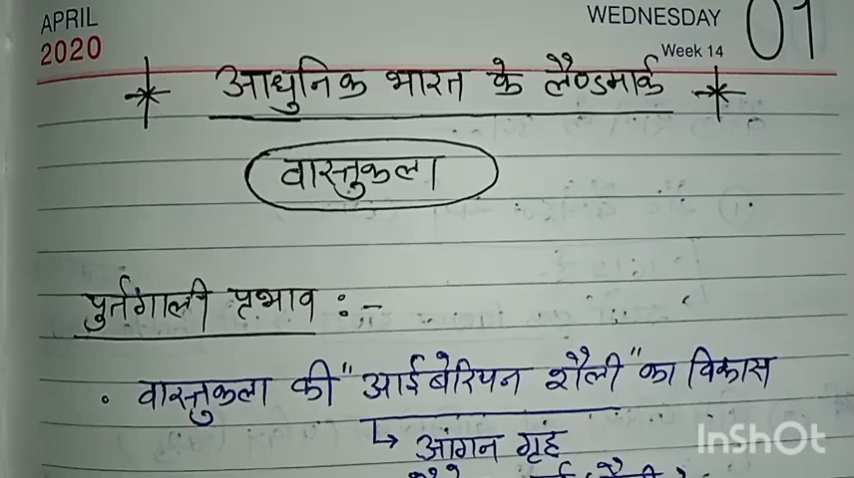 APRIL
2020
WEDNESDAY
Week 14
01
आधुनिक भारत के लैण्डमार्क
वास्तुकला
पुर्तगाली प्रभाव :-
• वास्तुकला की "आईबेरियन शैली" का विकास
↳ आंगन गृह
InShOt